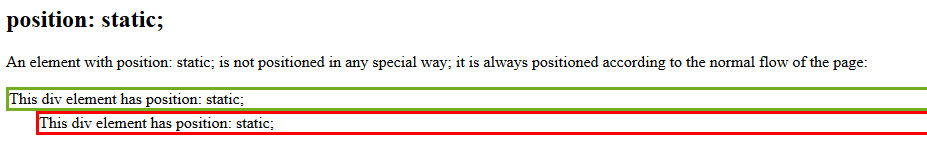 position: static;
An element with position: static; is not positioned in any special way; it is always positioned according to the normal flow of the page:
This div element has position: static;
This div element has position: static;